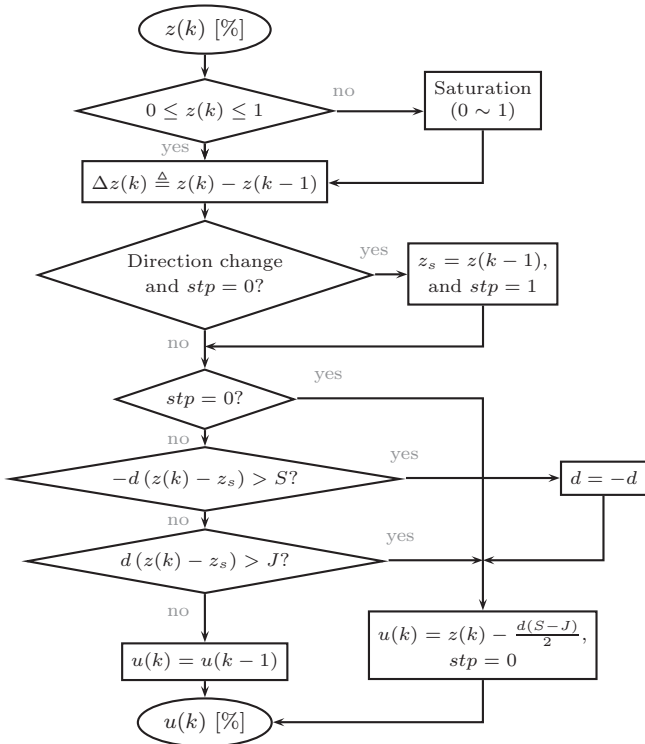 z(k) [%]
0 ≤ z(k) ≤ 1
no
Saturation
(0 ∼ 1)
yes
Δz(k) ≜ z(k) − z(k − 1)
Direction change
and stp = 0?
yes
z_s = z(k − 1),
and stp = 1
no
stp = 0?
yes
no
−d (z(k) − z_s) > S?
yes
d = −d
no
d (z(k) − z_s) > J?
yes
no
u(k) = u(k − 1)
u(k) = z(k) − d(S−J)/2,
stp = 0
u(k) [%]